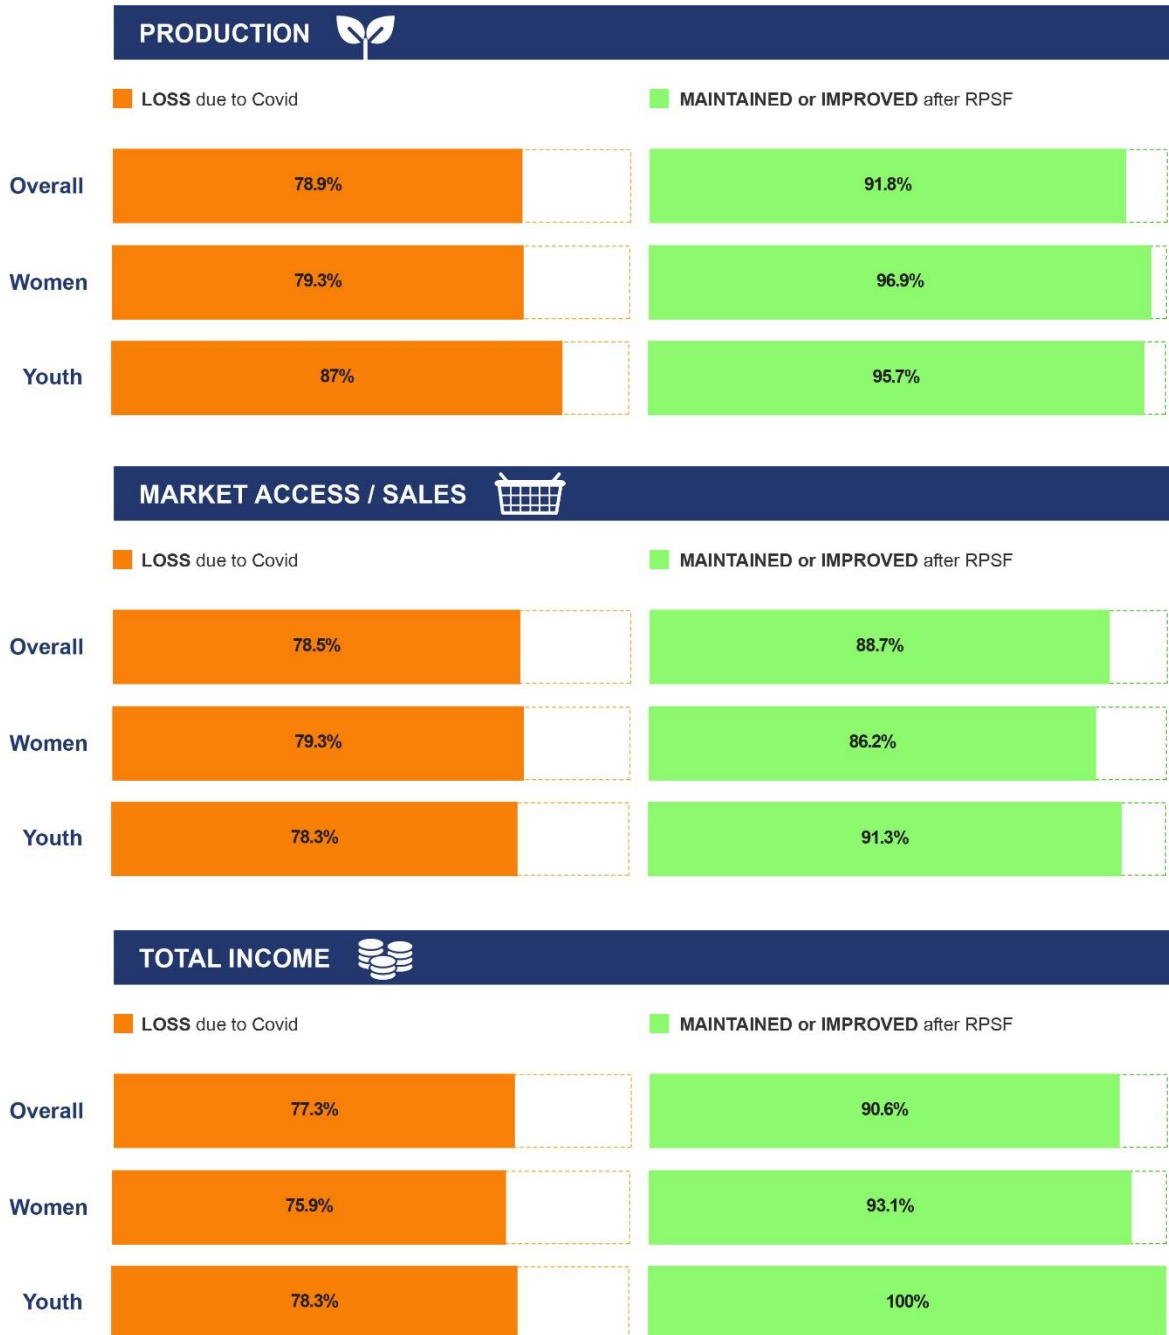 PRODUCTION
LOSS due to Covid MAINTAINED or IMPROVED after RPSF
Overall 78.9% 91.8%
Women 79.3% 96.9%
Youth 87% 95.7%
MARKET ACCESS / SALES
LOSS due to Covid MAINTAINED or IMPROVED after RPSF
Overall 78.5% 88.7%
Women 79.3% 86.2%
Youth 78.3% 91.3%
TOTAL INCOME
LOSS due to Covid MAINTAINED or IMPROVED after RPSF
Overall 77.3% 90.6%
Women 75.9% 93.1%
Youth 78.3% 100%